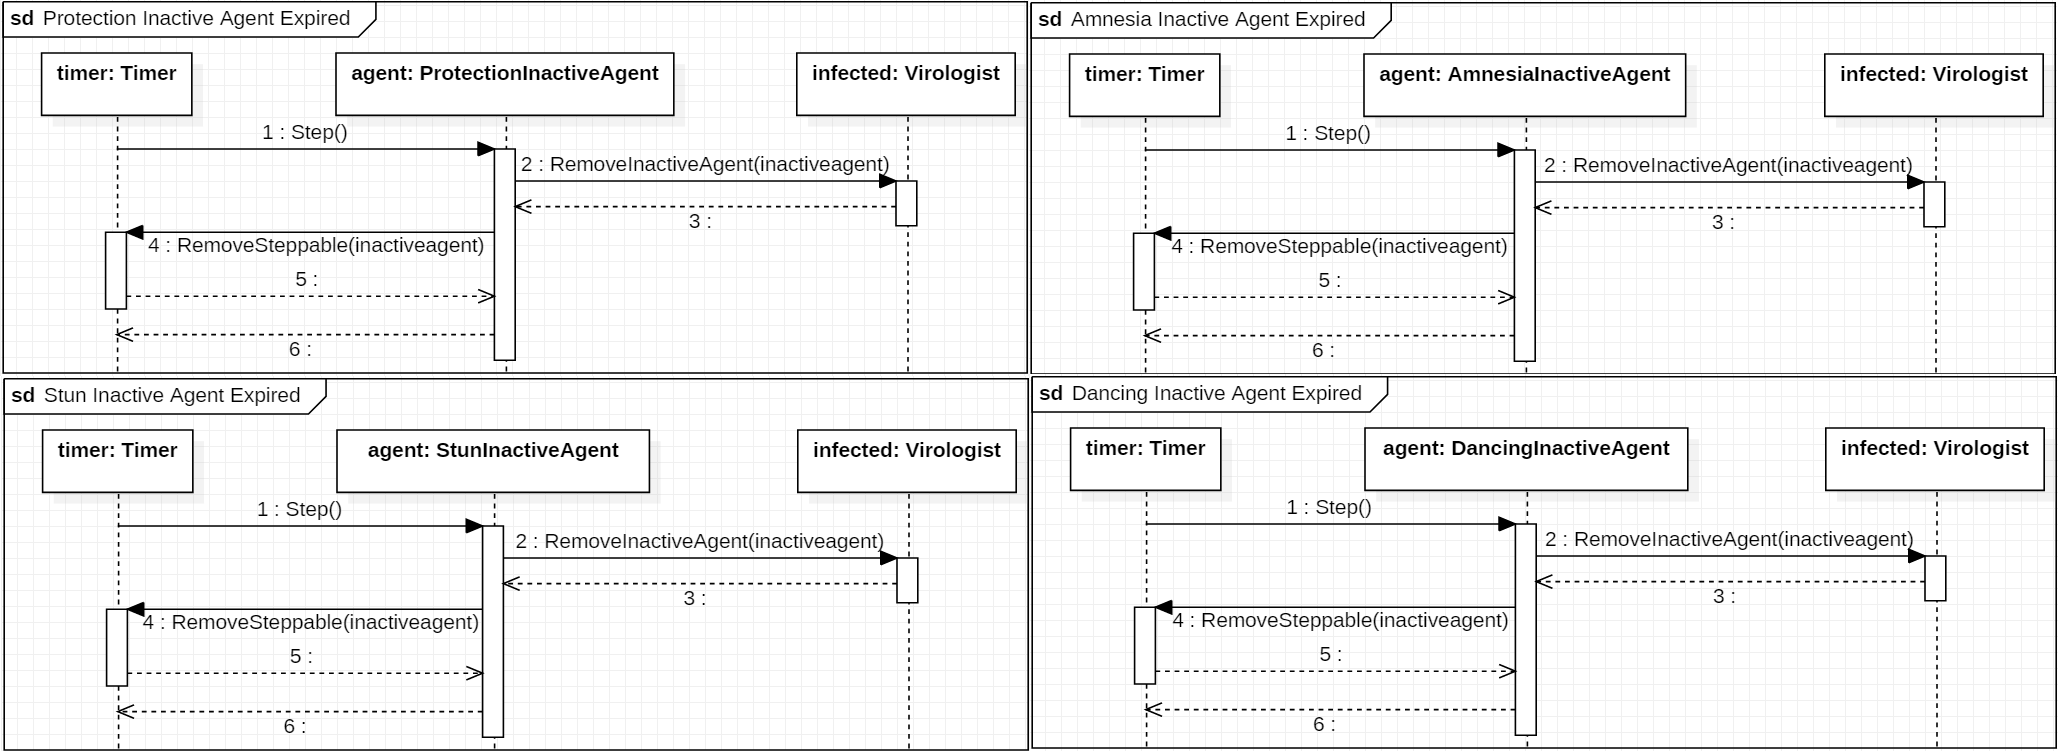 sd Protection Inactive Agent Expired
timer: Timer
agent: ProtectionInactiveAgent
infected: Virologist
1 : Step()
2 : RemoveInactiveAgent(inactiveagent)
3 :
4 : RemoveSteppable(inactiveagent)
5 :
6 :
sd Amnesia Inactive Agent Expired
timer: Timer
agent: AmnesiaInactiveAgent
infected: Virologist
1 : Step()
2 : RemoveInactiveAgent(inactiveagent)
3 :
4 : RemoveSteppable(inactiveagent)
5 :
6 :
sd Stun Inactive Agent Expired
timer: Timer
agent: StunInactiveAgent
infected: Virologist
1 : Step()
2 : RemoveInactiveAgent(inactiveagent)
3 :
4 : RemoveSteppable(inactiveagent)
5 :
6 :
sd Dancing Inactive Agent Expired
timer: Timer
agent: DancingInactiveAgent
infected: Virologist
1 : Step()
2 : RemoveInactiveAgent(inactiveagent)
3 :
4 : RemoveSteppable(inactiveagent)
5 :
6 :